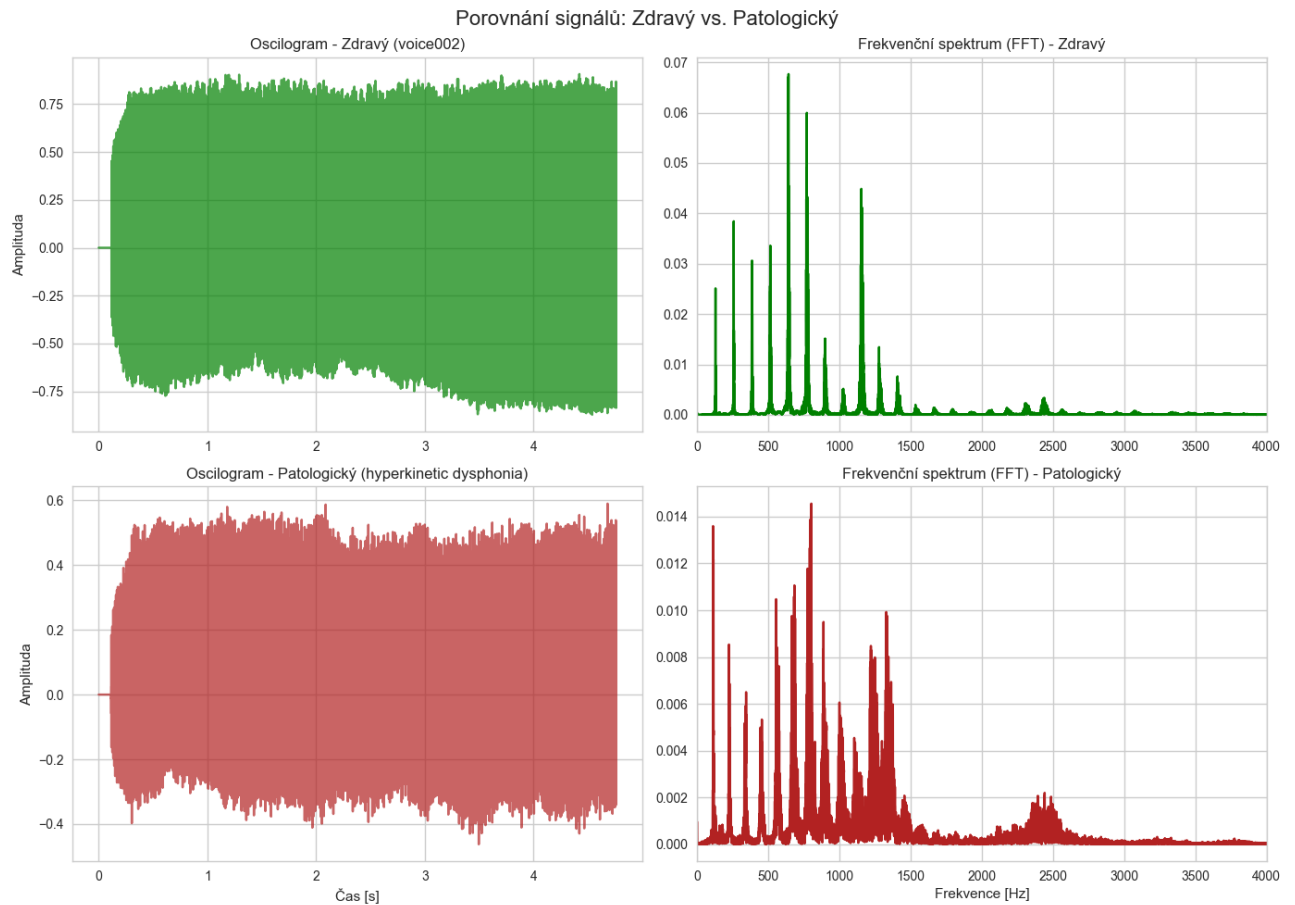 Porovnání signálů: Zdravý vs. Patologický
Oscilogram - Zdravý (voice002)
Amplituda
0.75
0.50
0.25
0.00
−0.25
−0.50
−0.75
0 1 2 3 4
Frekvenční spektrum (FFT) - Zdravý
0.07
0.06
0.05
0.04
0.03
0.02
0.01
0.00
0 500 1000 1500 2000 2500 3000 3500 4000
Oscilogram - Patologický (hyperkinetic dysphonia)
Amplituda
0.6
0.4
0.2
0.0
−0.2
−0.4
0 1 2 3 4
Čas [s]
Frekvenční spektrum (FFT) - Patologický
0.014
0.012
0.010
0.008
0.006
0.004
0.002
0.000
0 500 1000 1500 2000 2500 3000 3500 4000
Frekvence [Hz]